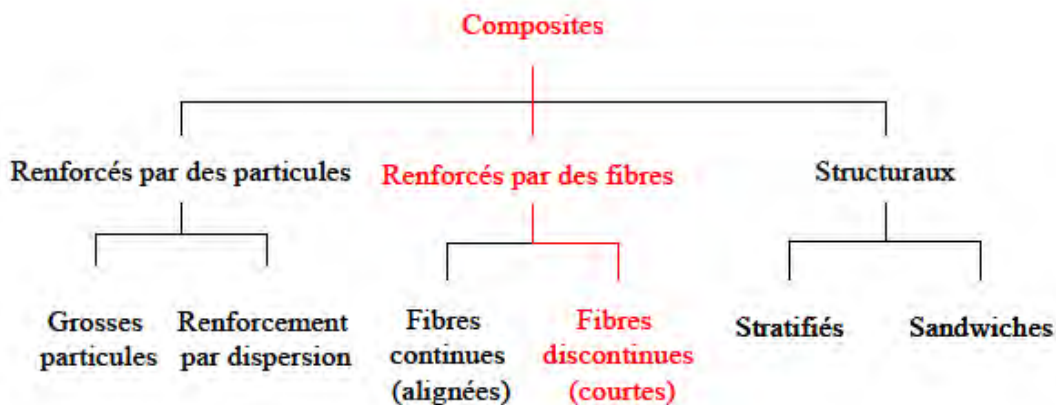 Composites
Renforcés par des particules
Renforcés par des fibres
Structuraux
Grosses
particules
Renforcement
par dispersion
Fibres
continues
(alignées)
Fibres
discontinues
(courtes)
Stratifiés
Sandwiches